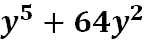 y⁵ + 64y²